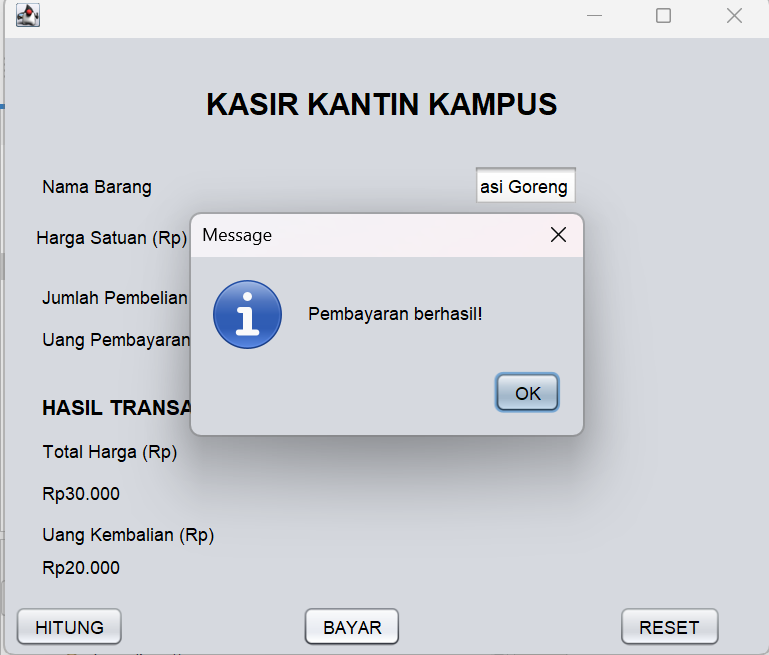 KASIR KANTIN KAMPUS
Nama Barang
asi Goreng
Harga Satuan (Rp)
Message
Pembayaran berhasil!
OK
Jumlah Pembelian
Uang Pembayaran
HASIL TRANSA
Total Harga (Rp)
Rp30.000
Uang Kembalian (Rp)
Rp20.000
HITUNG
BAYAR
RESET